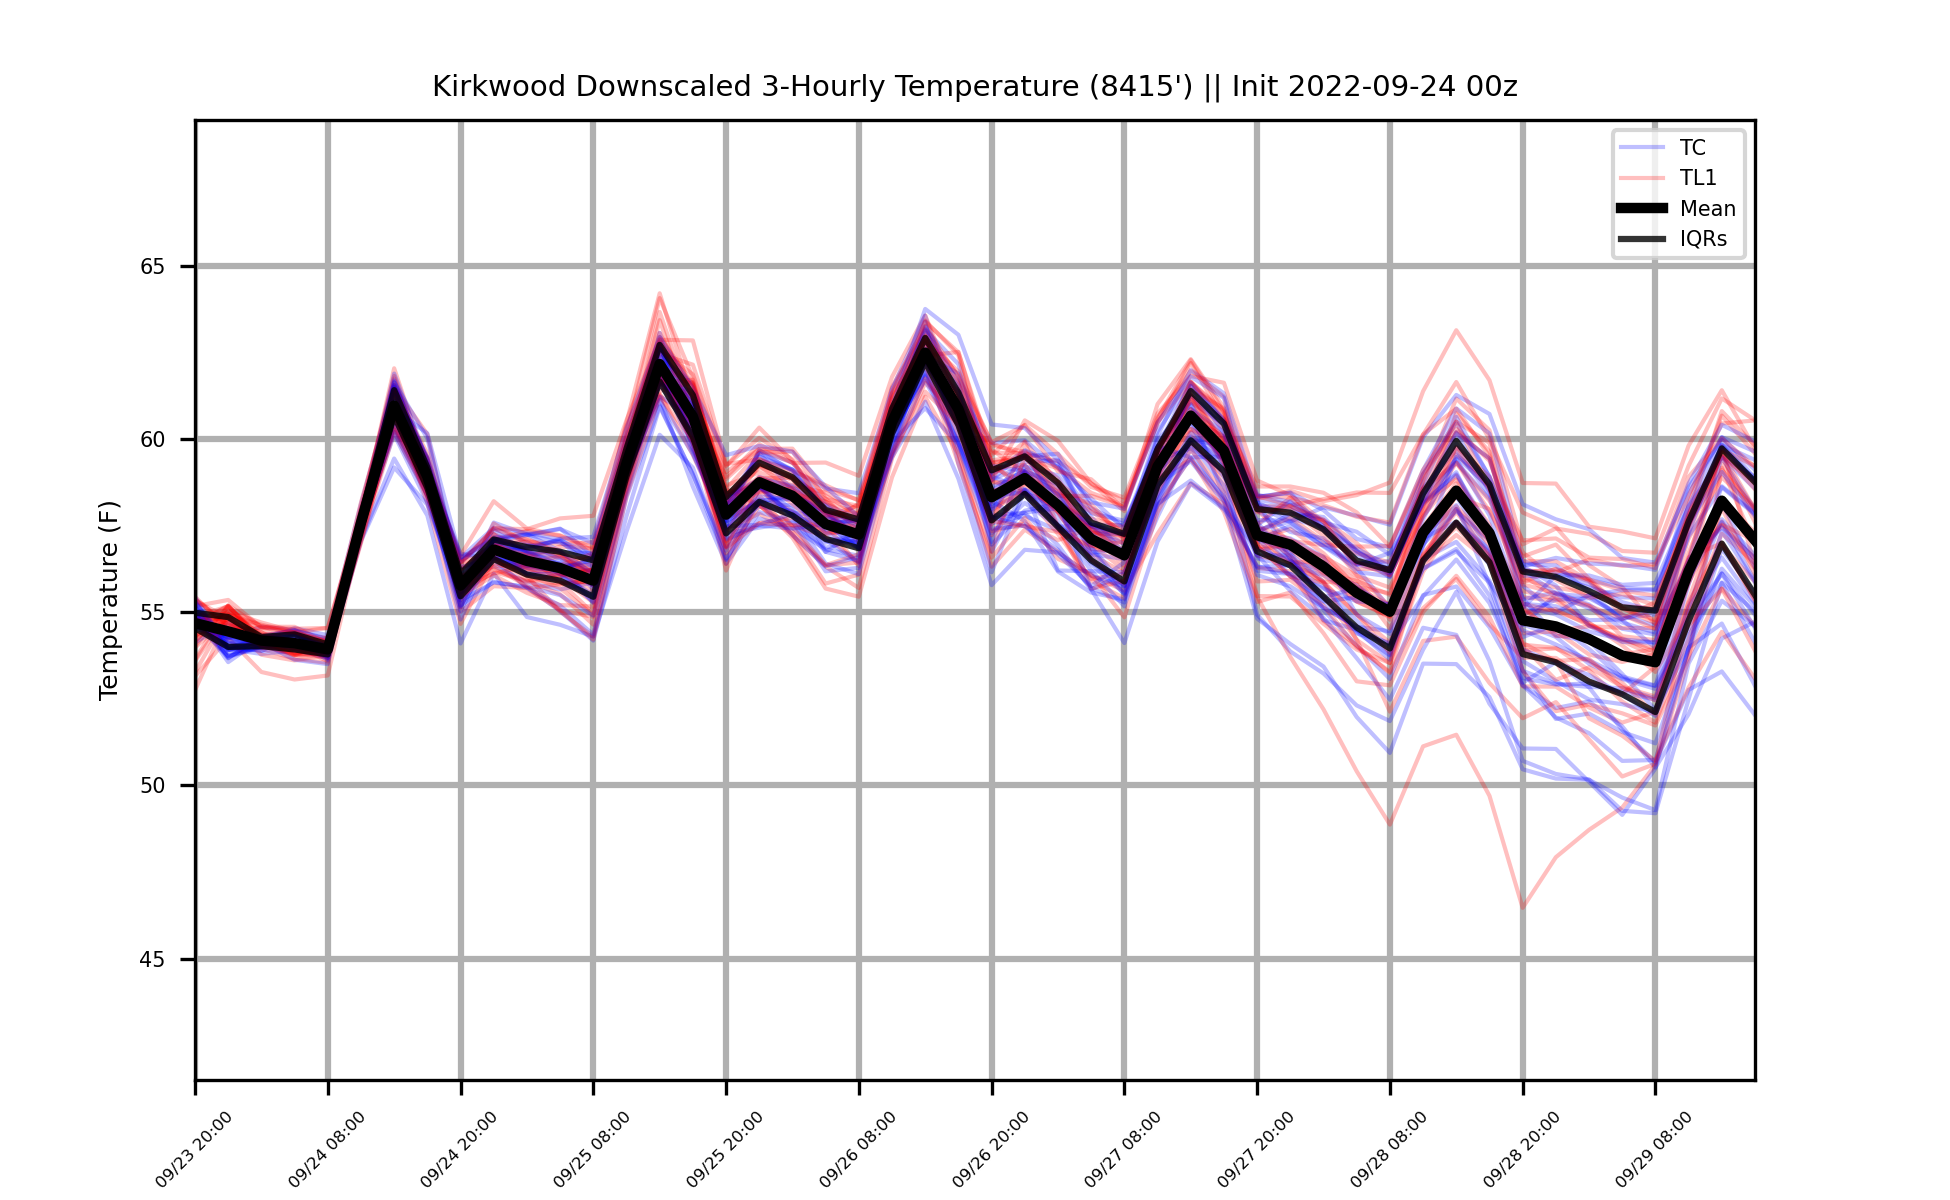 Kirkwood Downscaled 3-Hourly Temperature (8415') || Init 2022-09-24 00z
TC
TL1
Mean
IQRs
Temperature (F)
65
60
55
50
45
09/23 20:00
09/24 08:00
09/24 20:00
09/25 08:00
09/25 20:00
09/26 08:00
09/26 20:00
09/27 08:00
09/27 20:00
09/28 08:00
09/28 20:00
09/29 08:00